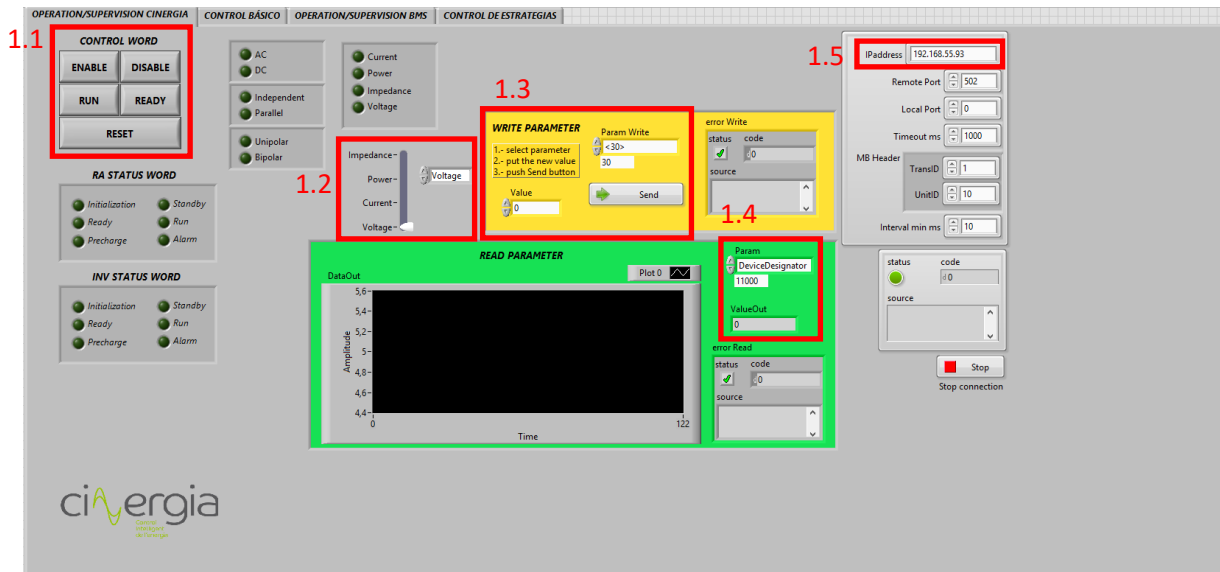 OPERATION/SUPERVISION CINERGIA
CONTROL BÁSICO
OPERATION/SUPERVISION BMS
CONTROL DE ESTRATEGIAS
1.1
CONTROL WORD
ENABLE
DISABLE
RUN
READY
RESET
RA STATUS WORD
Initialization
Standby
Ready
Run
Precharge
Alarm
INV STATUS WORD
Initialization
Standby
Ready
Run
Precharge
Alarm
AC
DC
Independent
Parallel
Unipolar
Bipolar
Current
Power
Impedance
Voltage
1.2
Impedance
Power
Current
Voltage
Voltage
1.3
WRITE PARAMETER
1.- select parameter
2.- put the new value
3.- push Send button
Param Write
<30>
30
Value
0
Send
error Write
status
code
0
source
1.4
READ PARAMETER
DataOut
Plot 0
5,6
5,4
5,2
5
4,8
4,6
4,4
Amplitude
0
122
Time
Param
DeviceDesignator
11000
ValueOut
0
error Read
status
code
0
source
1.5
IPaddress
192.168.55.93
Remote Port
502
Local Port
0
Timeout ms
1000
MB Header
TransID
1
UnitID
10
Interval min ms
10
status
code
d 0
source
Stop
Stop connection
cinergia